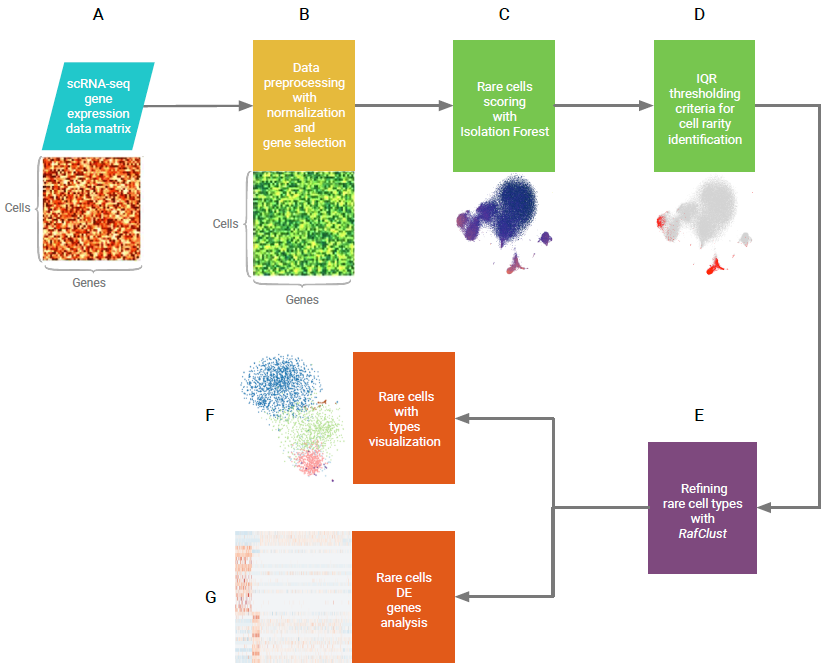 A
B
C
D
scRNA-seq
gene
expression
data matrix
Data
preprocessing
with
normalization
and
gene selection
Rare cells
scoring
with
Isolation Forest
IQR
thresholding
criteria for
cell rarity
identification
Cells
Genes
Cells
Genes
F
Rare cells
with
types
visualization
E
Refining
rare cell types
with
RafClust
G
Rare cells
DE
genes
analysis